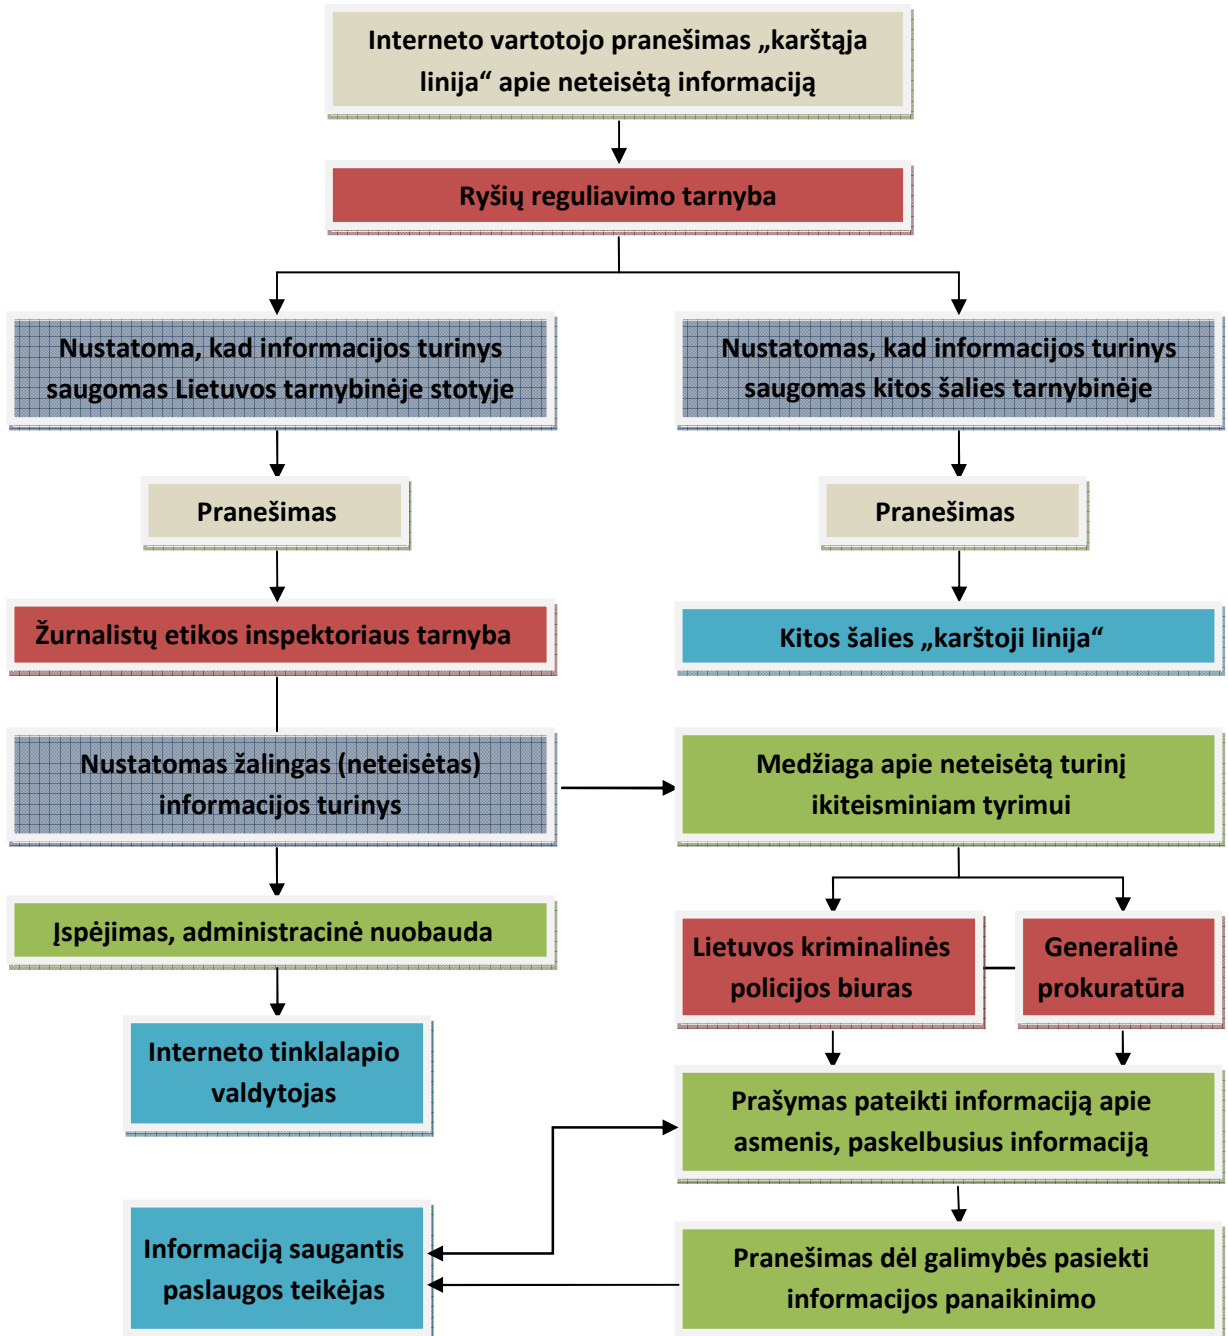 Interneto vartotojo pranešimas „karštąja
linija“ apie neteisėtą informaciją
Ryšių reguliavimo tarnyba
Nustatoma, kad informacijos turinys
saugomas Lietuvos tarnybinėje stotyje
Nustatomas, kad informacijos turinys
saugomas kitos šalies tarnybinėje
Pranešimas
Pranešimas
Žurnalistų etikos inspektoriaus tarnyba
Kitos šalies „karštoji linija“
Nustatomas žalingas (neteisėtas)
informacijos turinys
Medžiaga apie neteisėtą turinį
ikiteisminiam tyrimui
Įspėjimas, administracinė nuobauda
Lietuvos kriminalinės
policijos biuras
Generalinė
prokuratūra
Interneto tinklalapio
valdytojas
Prašymas pateikti informaciją apie
asmenis, paskelbusius informaciją
Informaciją saugantis
paslaugos teikėjas
Pranešimas dėl galimybės pasiekti
informacijos panaikinimo